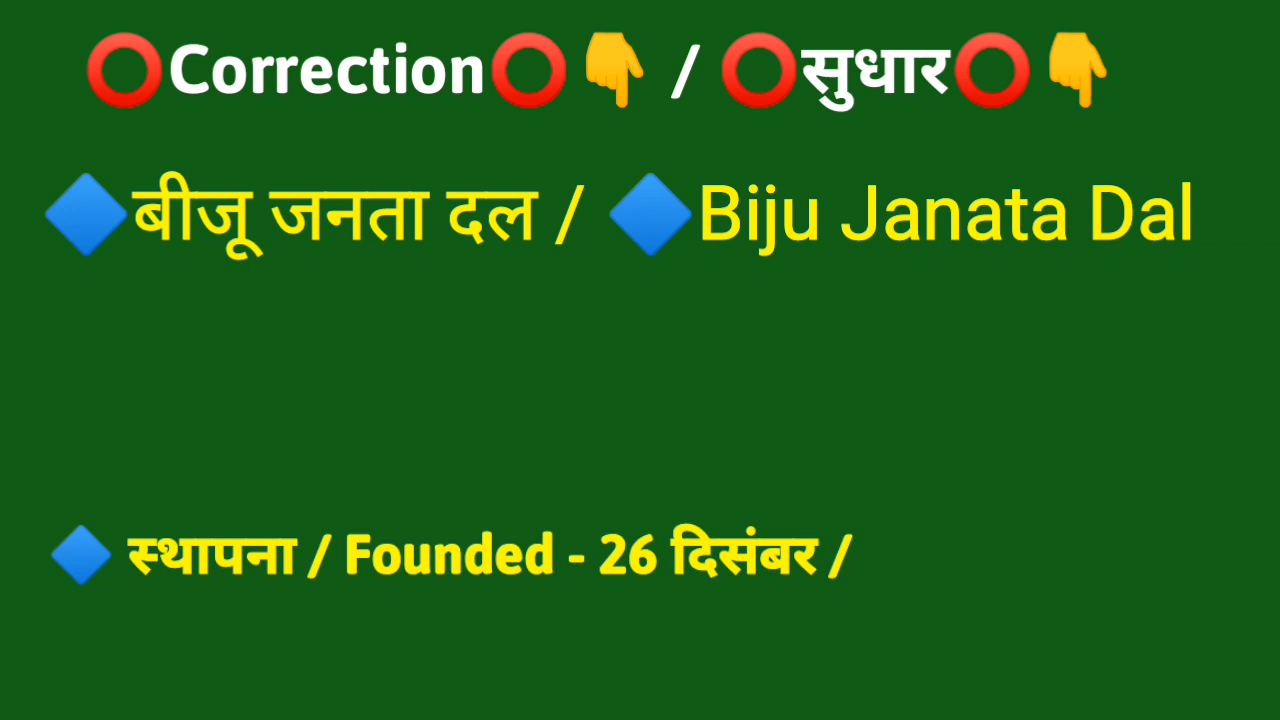 ⭕Correction⭕👇 / ⭕सुधार⭕👇
🔷बीजू जनता दल / 🔷Biju Janata Dal
🔷 स्थापना / Founded - 26 दिसंबर /